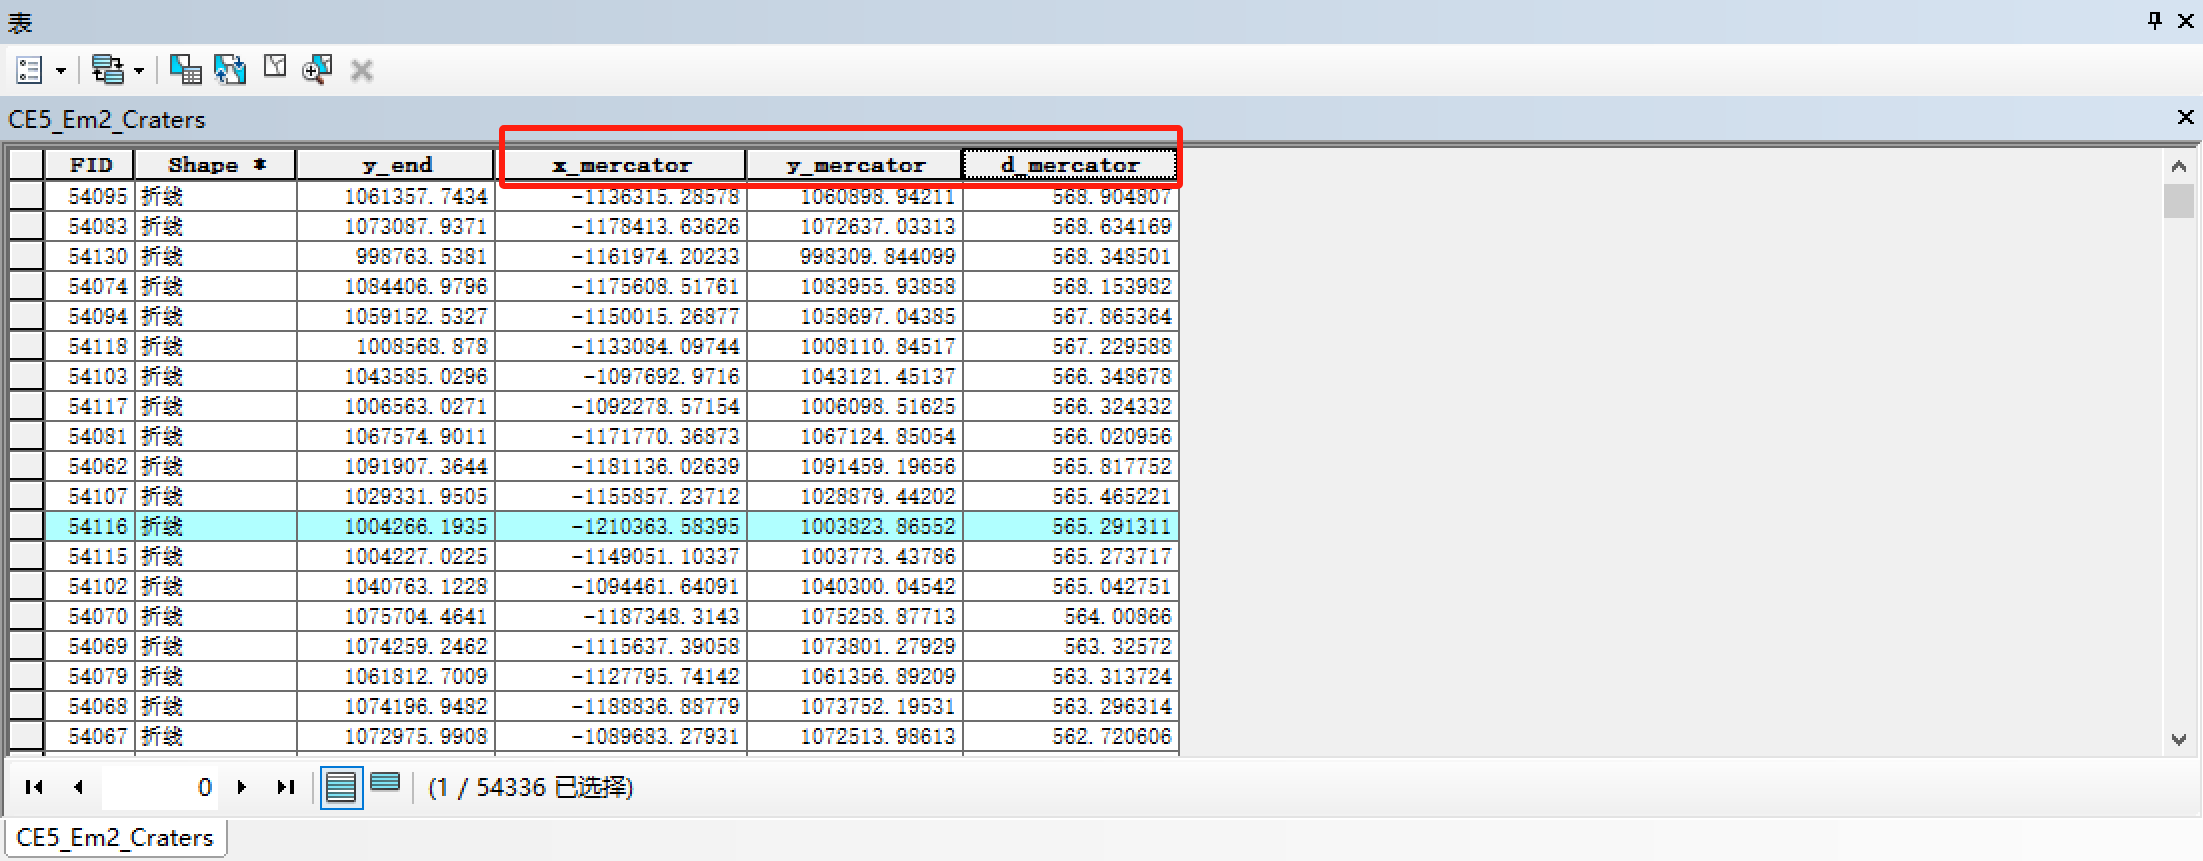 表
CE5_Em2_Craters
FID Shape * y_end x_mercator y_mercator d_mercator
54095 折线 1061357.7434 -1136315.28578 1060898.94211 568.904807
54083 折线 1073087.9371 -1178413.63626 1072637.03313 568.634169
54130 折线 998763.5381 -1161974.20233 998309.844099 568.348501
54074 折线 1084406.9796 -1175608.51761 1083955.93858 568.153982
54094 折线 1059152.5327 -1150015.26877 1058697.04385 567.865364
54118 折线 1008568.878 -1133084.09744 1008110.84517 567.229588
54103 折线 1043585.0296 -1097692.9716 1043121.45137 566.348678
54117 折线 1006563.0271 -1092278.57154 1006098.51625 566.324332
54081 折线 1067574.9011 -1171770.36873 1067124.85054 566.020956
54062 折线 1091907.3644 -1181136.02639 1091459.19656 565.817752
54107 折线 1029331.9505 -1155857.23712 1028879.44202 565.465221
54116 折线 1004266.1935 -1210363.58395 1003823.86552 565.291311
54115 折线 1004227.0225 -1149051.10337 1003773.43786 565.273717
54102 折线 1040763.1228 -1094461.64091 1040300.04542 565.042751
54070 折线 1075704.4641 -1187348.3143 1075258.87713 564.00866
54069 折线 1074259.2462 -1115637.39058 1073801.27929 563.32572
54079 折线 1061812.7009 -1127795.74142 1061356.89209 563.313724
54068 折线 1074196.9482 -1188836.88779 1073752.19531 563.296314
54067 折线 1072975.9908 -1089683.27931 1072513.98613 562.720606
0 (1 / 54336 已选择)
CE5_Em2_Craters